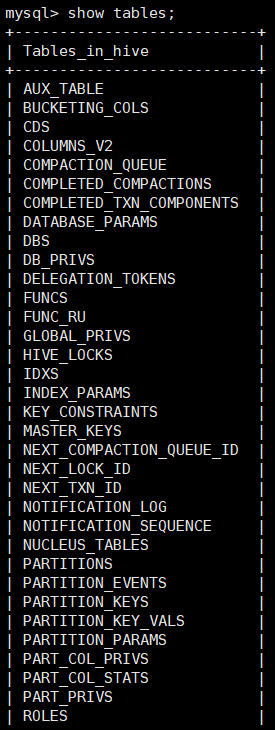 mysql> show tables;
+---------------------------+
| Tables_in_hive            |
+---------------------------+
| AUX_TABLE                 |
| BUCKETING_COLS            |
| CDS                       |
| COLUMNS_V2                |
| COMPACTION_QUEUE          |
| COMPLETED_COMPACTIONS     |
| COMPLETED_TXN_COMPONENTS  |
| DATABASE_PARAMS           |
| DBS                       |
| DB_PRIVS                  |
| DELEGATION_TOKENS         |
| FUNCS                     |
| FUNC_RU                   |
| GLOBAL_PRIVS              |
| HIVE_LOCKS                |
| IDXS                      |
| INDEX_PARAMS              |
| KEY_CONSTRAINTS           |
| MASTER_KEYS               |
| NEXT_COMPACTION_QUEUE_ID  |
| NEXT_LOCK_ID              |
| NEXT_TXN_ID               |
| NOTIFICATION_LOG          |
| NOTIFICATION_SEQUENCE     |
| NUCLEUS_TABLES            |
| PARTITIONS                |
| PARTITION_EVENTS          |
| PARTITION_KEYS            |
| PARTITION_KEY_VALS        |
| PARTITION_PARAMS          |
| PART_COL_PRIVS            |
| PART_COL_STATS            |
| PART_PRIVS                |
| ROLES                     |